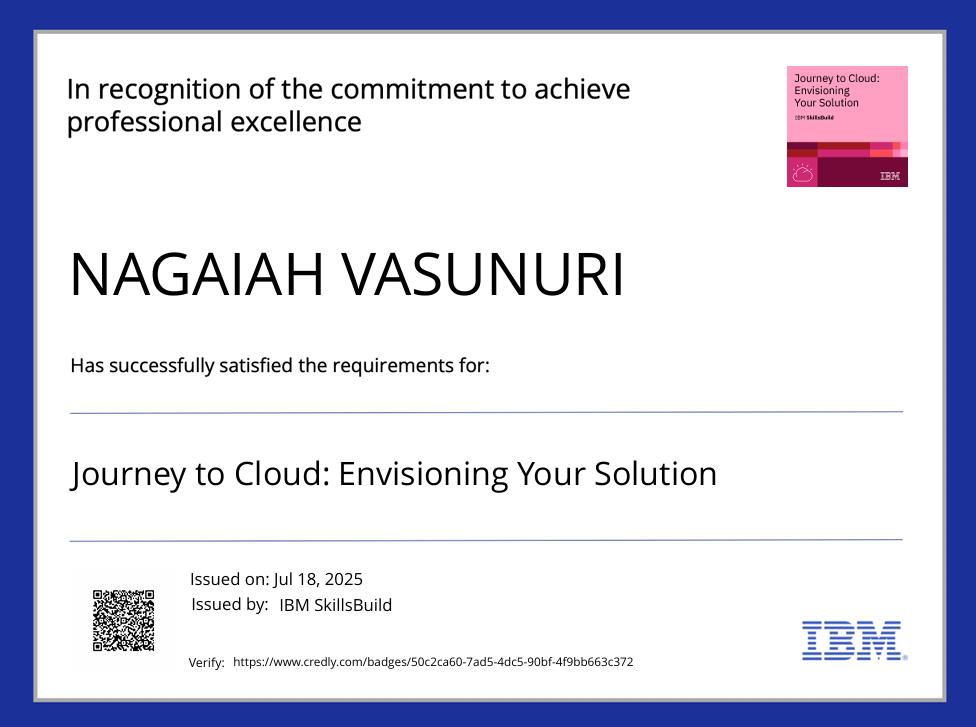 In recognition of the commitment to achieve
professional excellence
Journey to Cloud:
Envisioning
Your Solution
IBM SkillsBuild
IBM
NAGAIAH VASUNURI
Has successfully satisfied the requirements for:
Journey to Cloud: Envisioning Your Solution
Issued on: Jul 18, 2025
Issued by: IBM SkillsBuild
Verify: https://www.credly.com/badges/50c2ca60-7ad5-4dc5-90bf-4f9bb663c372
IBM®